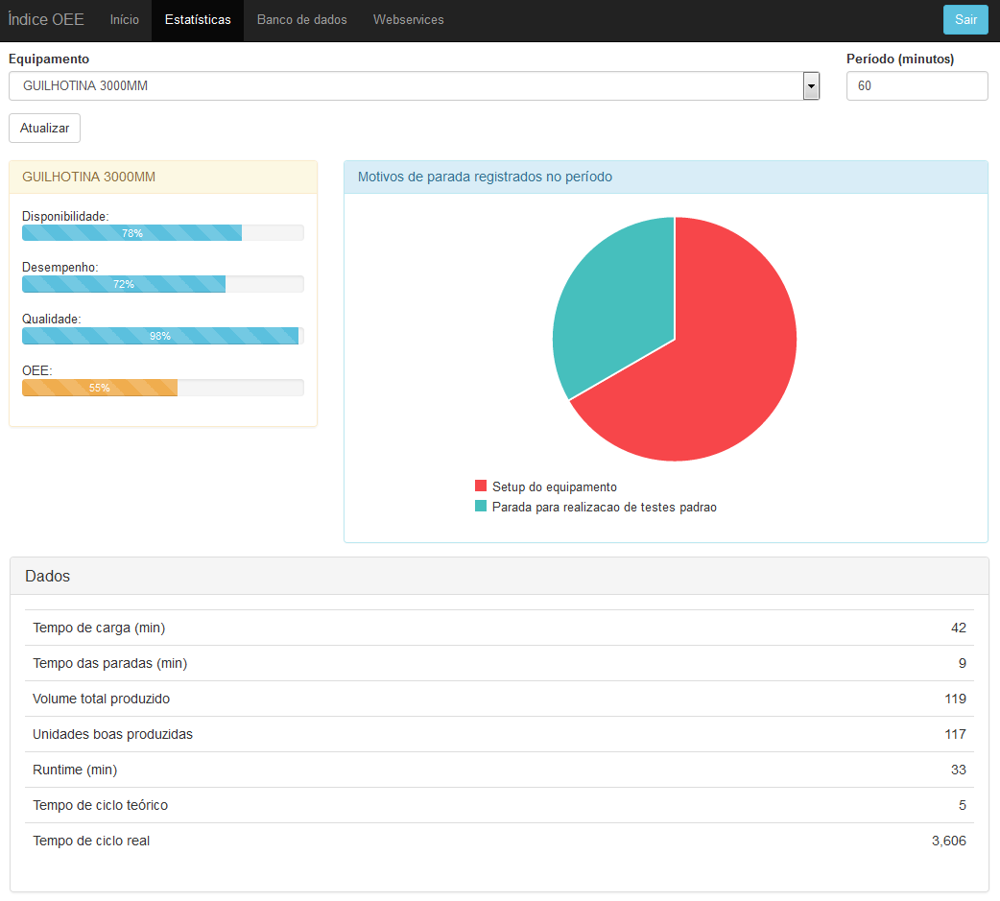 Índice OEE Início Estatísticas Banco de dados Webservices Sair
Equipamento Período (minutos)
GUILHOTINA 3000MM 60
Atualizar
GUILHOTINA 3000MM
Disponibilidade:
78%
Desempenho:
72%
Qualidade:
98%
OEE:
55%
Motivos de parada registrados no período
Setup do equipamento
Parada para realizacao de testes padrao
Dados
Tempo de carga (min) 42
Tempo das paradas (min) 9
Volume total produzido 119
Unidades boas produzidas 117
Runtime (min) 33
Tempo de ciclo teórico 5
Tempo de ciclo real 3,606